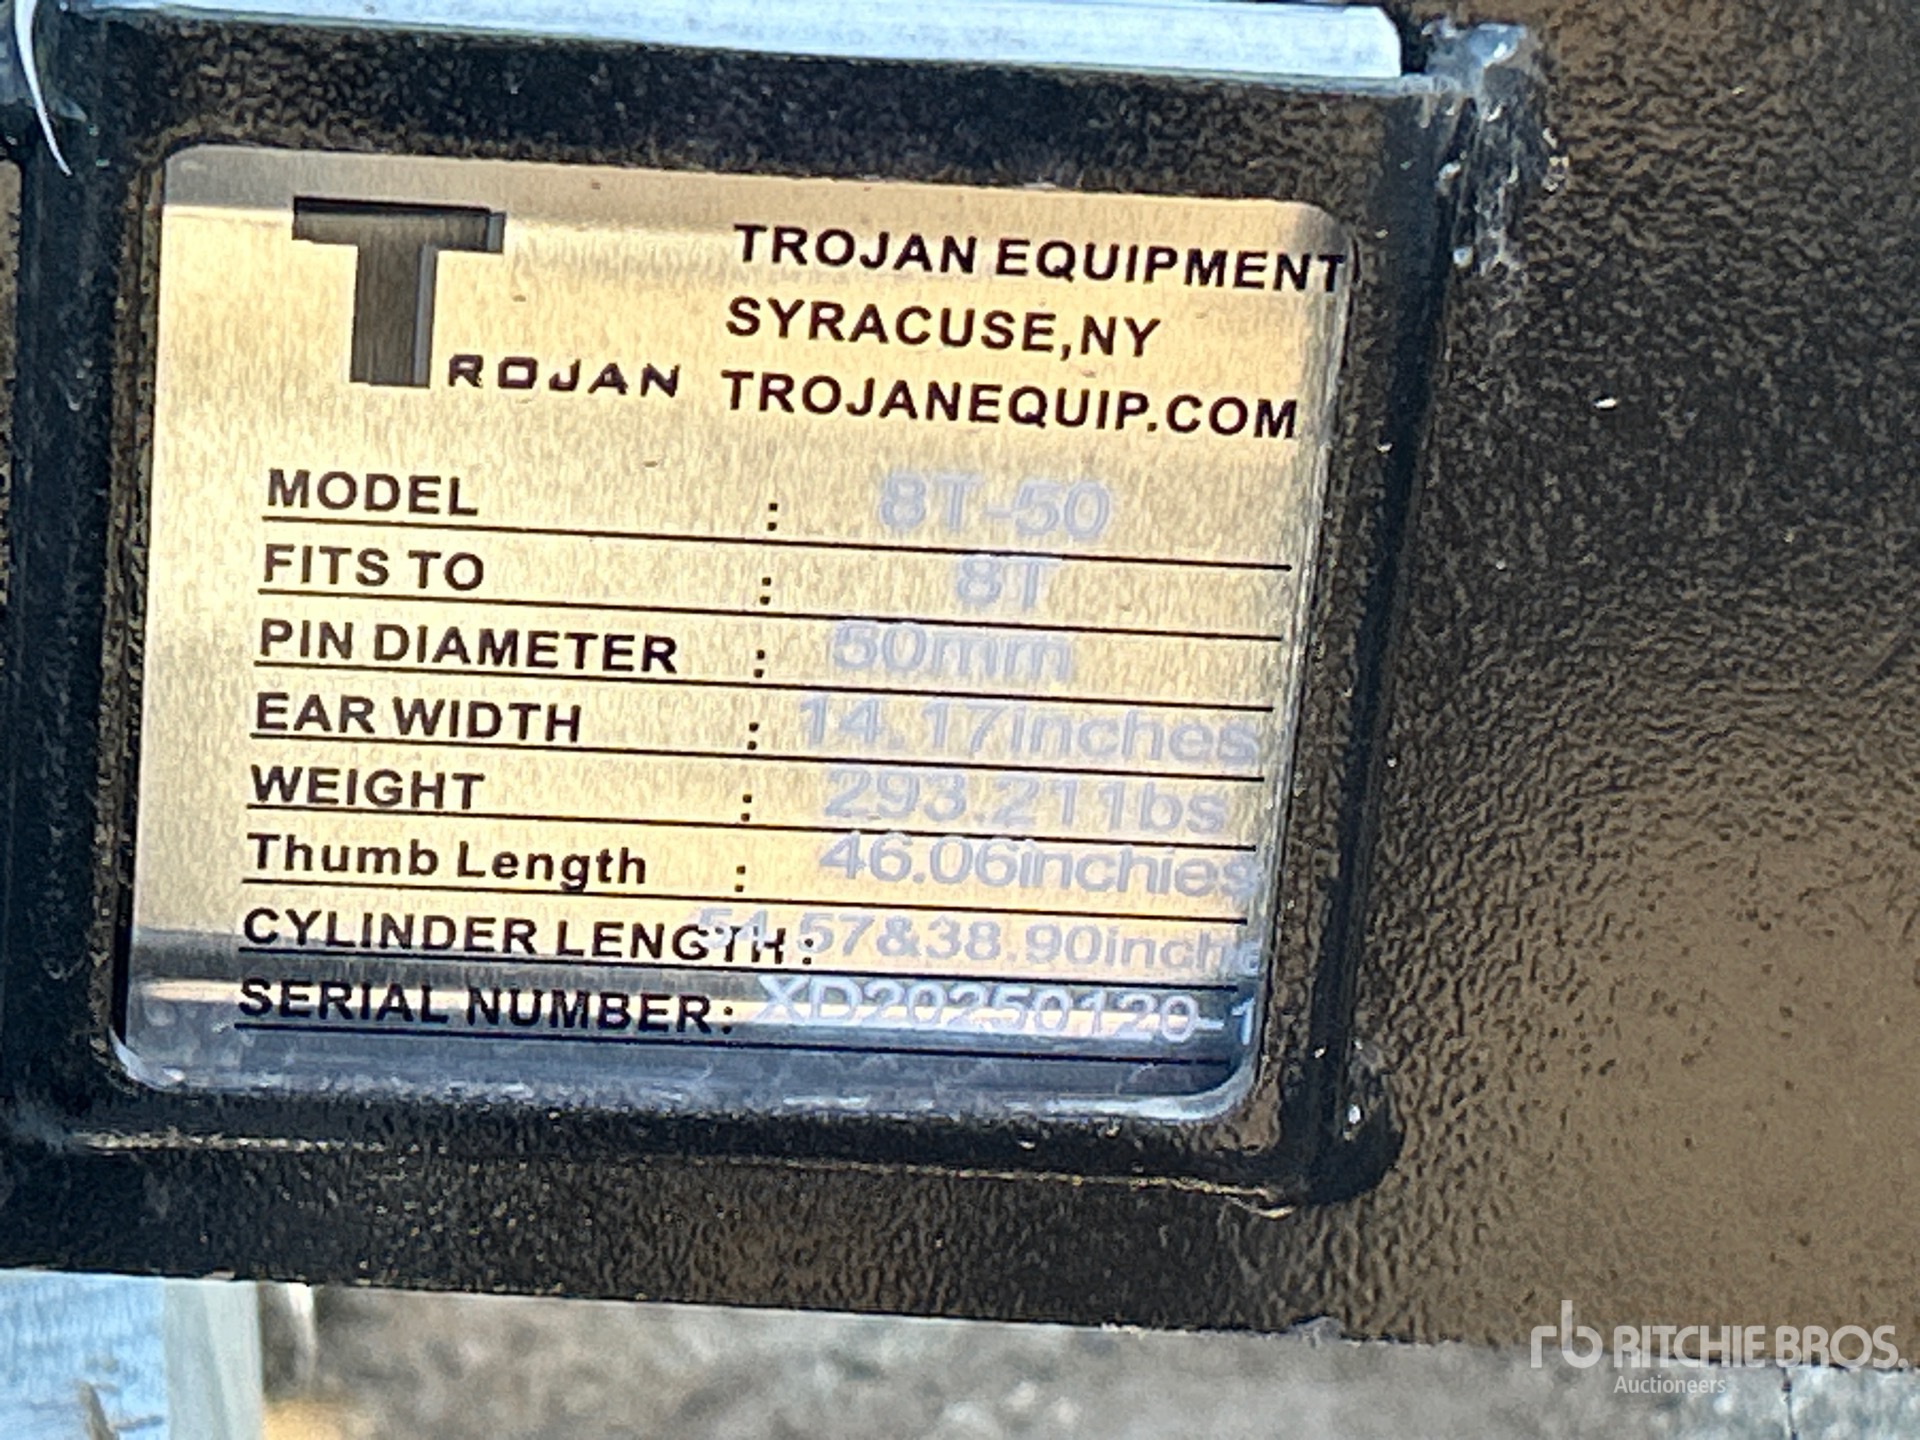 TROJAN
TROJAN EQUIPMENT
SYRACUSE,NY
TROJANEQUIP.COM
MODEL : 8T-50
FITS TO : 8T
PIN DIAMETER : 50mm
EAR WIDTH : 14.17inches
WEIGHT : 293.21lbs
Thumb Length : 46.06inchies
CYLINDER LENGTH: 54.57&38.90inche
SERIAL NUMBER: XD20250120-1
rb RITCHIE BROS.
Auctioneers